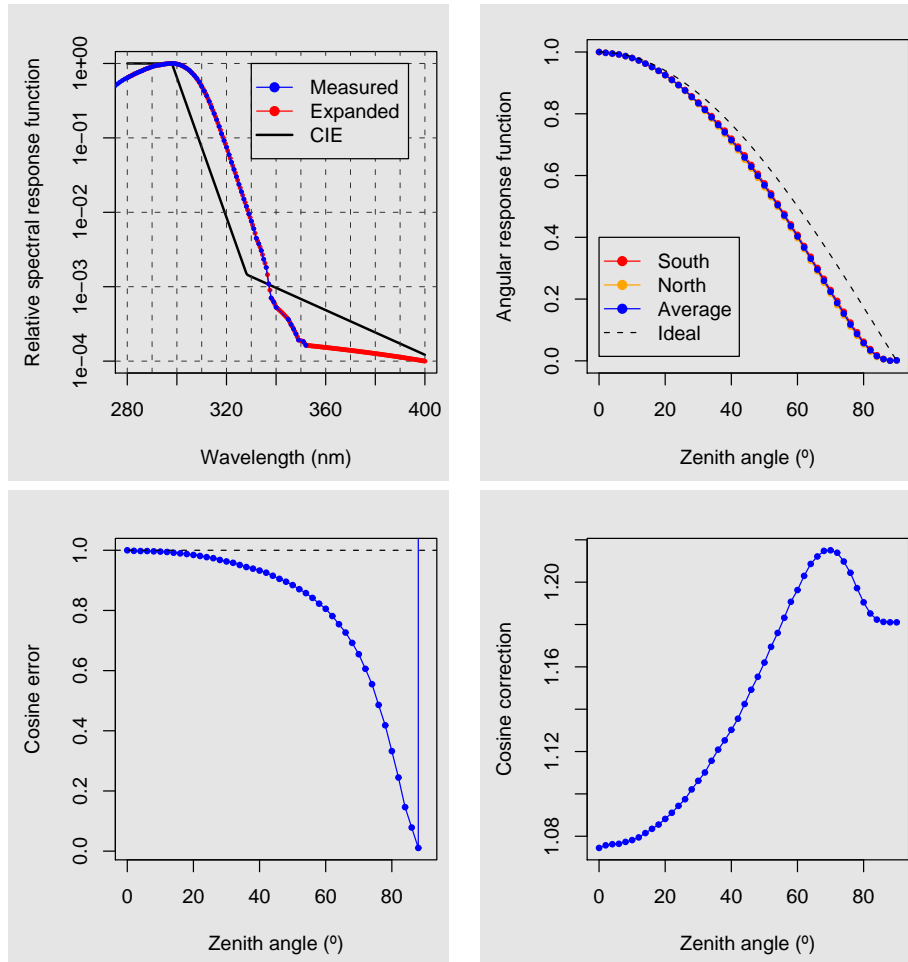 Relative spectral response function
1e+00
1e−01
1e−02
1e−03
1e−04
Measured
Expanded
CIE
280 320 360 400
Wavelength (nm)
Angular response function
1.0
0.8
0.6
0.4
0.2
0.0
South
North
Average
Ideal
0 20 40 60 80
Zenith angle (º)
Cosine error
1.0
0.8
0.6
0.4
0.2
0.0
0 20 40 60 80
Zenith angle (º)
Cosine correction
1.20
1.16
1.12
1.08
0 20 40 60 80
Zenith angle (º)